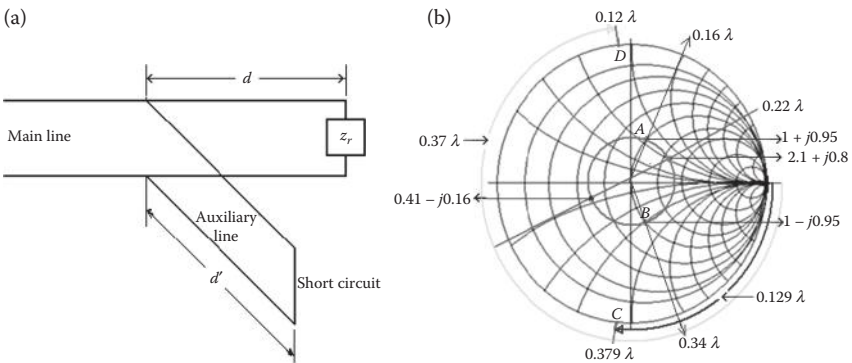 (a)
d
Main line
z_r
Auxiliary
line
d′
Short circuit
(b)
0.12 λ
D
0.16 λ
A
0.22 λ
1 + j0.95
0.37 λ
2.1 + j0.8
0.41 − j0.16
B
1 − j0.95
0.129 λ
C
0.379 λ
0.34 λ